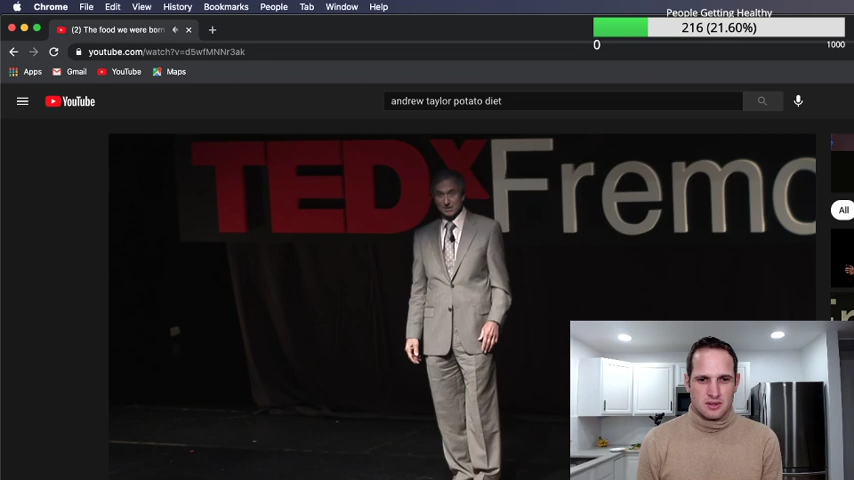 Chrome File Edit View History Bookmarks People Tab Window Help
People Getting Healthy
216 (21.60%)
0 1000
(2) The food we were born
youtube.com/watch?v=d5wfMNNr3ak
Apps Gmail YouTube Maps
YouTube
andrew taylor potato diet
TEDxFremo
All